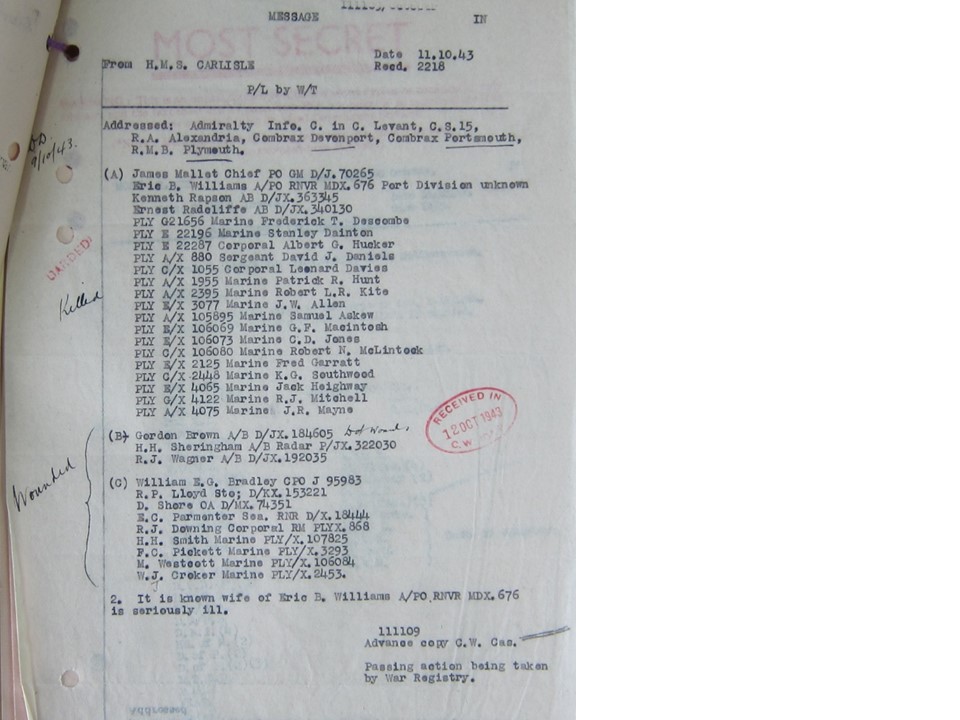 MESSAGE
IN
MOST SECRET
From H.M.S. CARLISLE
Date 11.10.43
Recd. 2218
P/L by W/T
Addressed: Admiralty Info. C. in C. Levant, C.S.15,
R.A. Alexandria, Combrax Devonport, Combrax Portsmouth,
R.M.B. Plymouth.
9/10/43.
(A) James Mallet Chief PO GM D/J.70265
Eric B. Williams A/PO RNVR MDX.676 Port Division unknown
Kenneth Rapson AB D/JX.363345
Ernest Radcliffe AB D/JX.340130
PLY G21656 Marine Frederick T. Descombe
PLY E 22196 Marine Stanley Dainton
PLY E 22287 Corporal Albert G. Hucker
PLY A/X 880 Sergeant David J. Daniels
PLY C/X 1055 Corporal Leonard Davies
PLY A/X 1955 Marine Patrick R. Hunt
PLY A/X 2395 Marine Robert L.R. Kite
PLY E/X 3077 Marine J.W. Allen
PLY A/X 105895 Marine Samuel Askew
PLY E/X 106069 Marine G.F. Macintosh
PLY E/X 106073 Marine C.D. Jones
PLY C/X 106080 Marine Robert N. McLintock
PLY E/X 2125 Marine Fred Garratt
PLY C/X 2448 Marine K.G. Southwood
PLY E/X 4065 Marine Jack Heighway
PLY G/X 4122 Marine R.J. Mitchell
PLY A/X 4075 Marine J.R. Mayne
CARDED
Killed
RECEIVED IN
12 OCT 1943
C.W.
(B) Gordon Brown A/B D/JX.184605
H.H. Sheringham A/B Radar P/JX.322030
R.J. Wagner A/B D/JX.192035
Wounded
(C) William E.G. Bradley CPO J 95983
R.P. Lloyd Sto; D/KX.153221
D. Shore OA D/MX.74351
E.C. Parmenter Sea. RNR D/X.18444
R.J. Downing Corporal RM PLYX.868
H.H. Smith Marine PLY/X.107825
F.C. Pickett Marine PLY/X.3293
M. Westcott Marine PLY/X.106084
W.J. Croker Marine PLY/X.2453.
2. It is known wife of Eric B. Williams A/PO.RNVR MDX.676
is seriously ill.
111109
Advance copy C.W. Cas.
Passing action being taken
by War Registry.